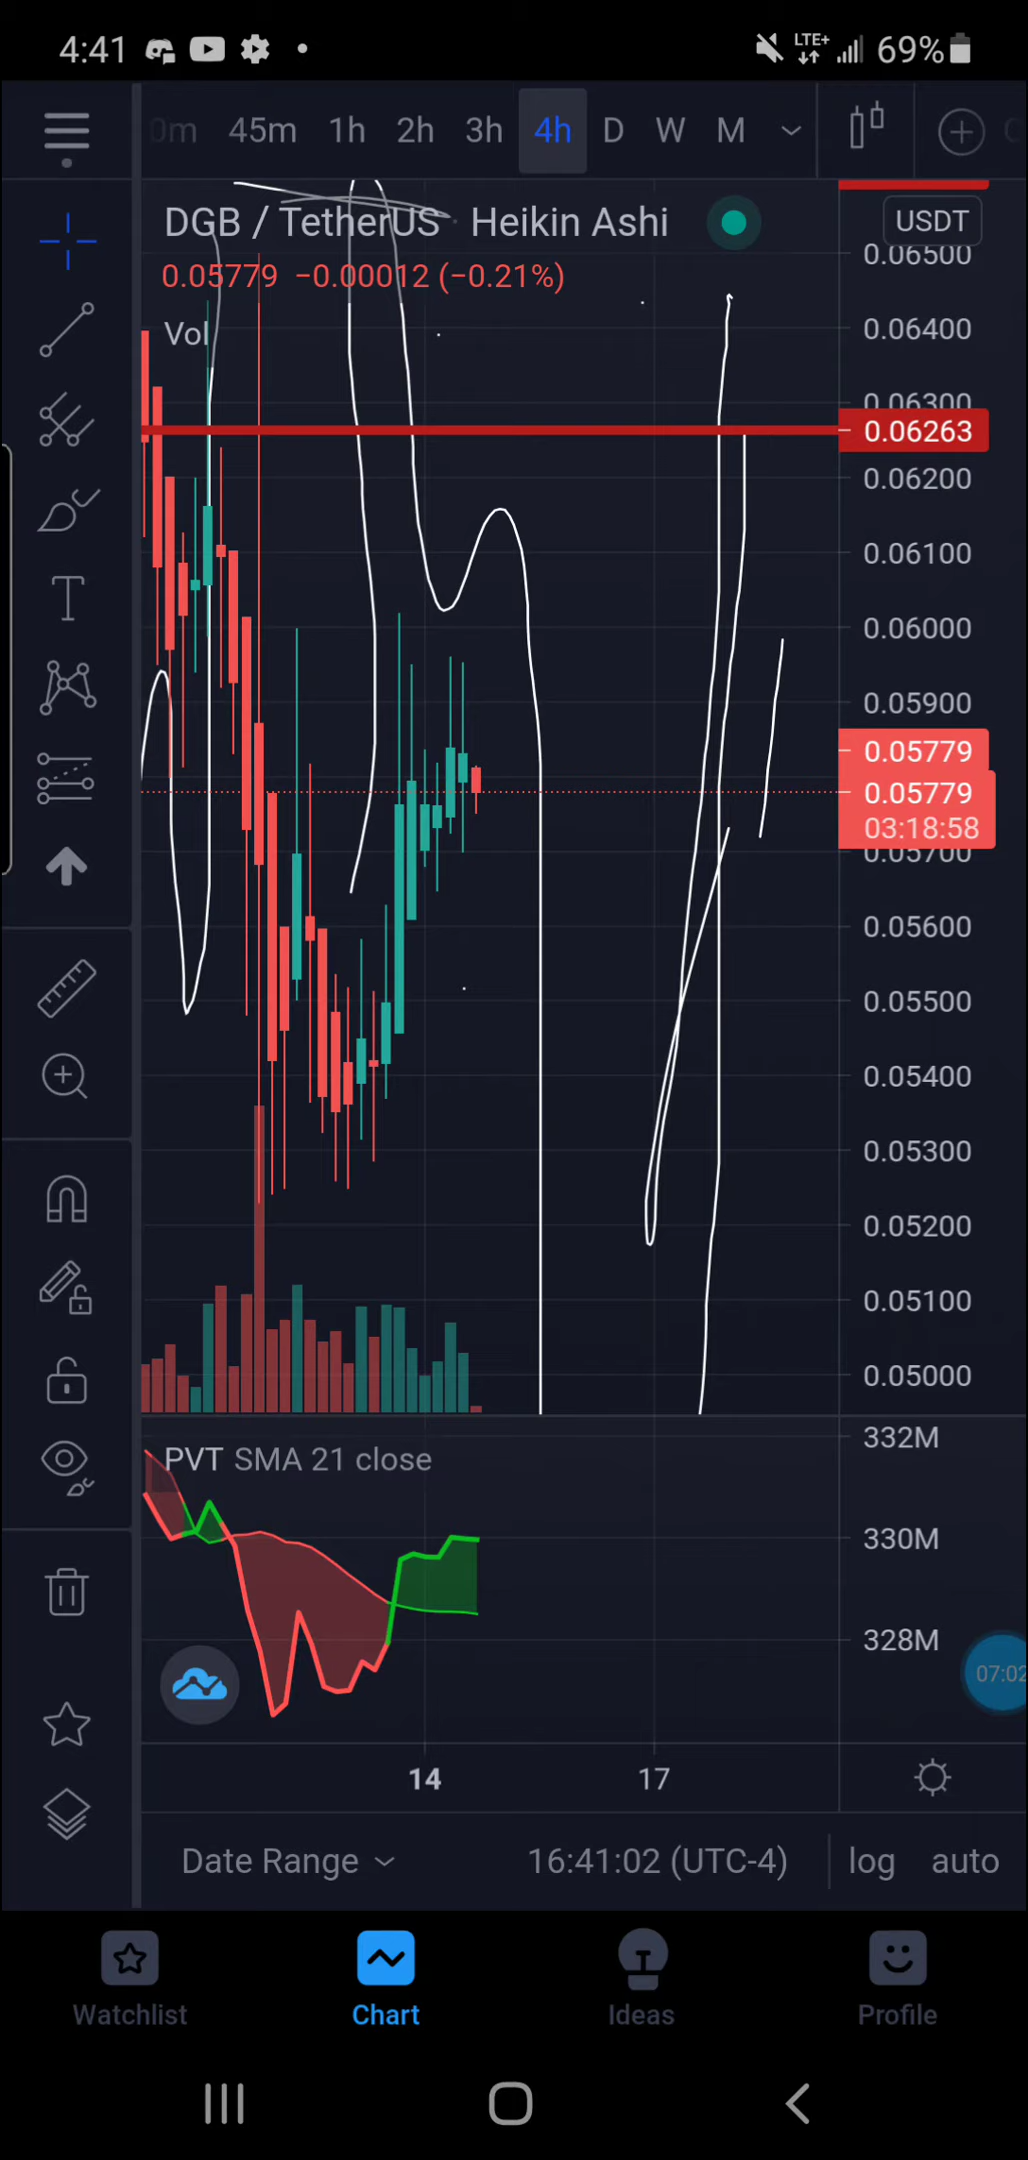 4:41 LTE+ 69%
0m 45m 1h 2h 3h 4h D W M
DGB / TetherUS · Heikin Ashi USDT
0.05779 −0.00012 (−0.21%)
Vol
0.06500
0.06400
0.06300
0.06263
0.06200
0.06100
0.06000
0.05900
0.05779
0.05779
03:18:58
0.05700
0.05600
0.05500
0.05400
0.05300
0.05200
0.05100
0.05000
PVT SMA 21 close
332M
330M
328M
07:02
14 17
Date Range 16:41:02 (UTC-4) log auto
Watchlist Chart Ideas Profile